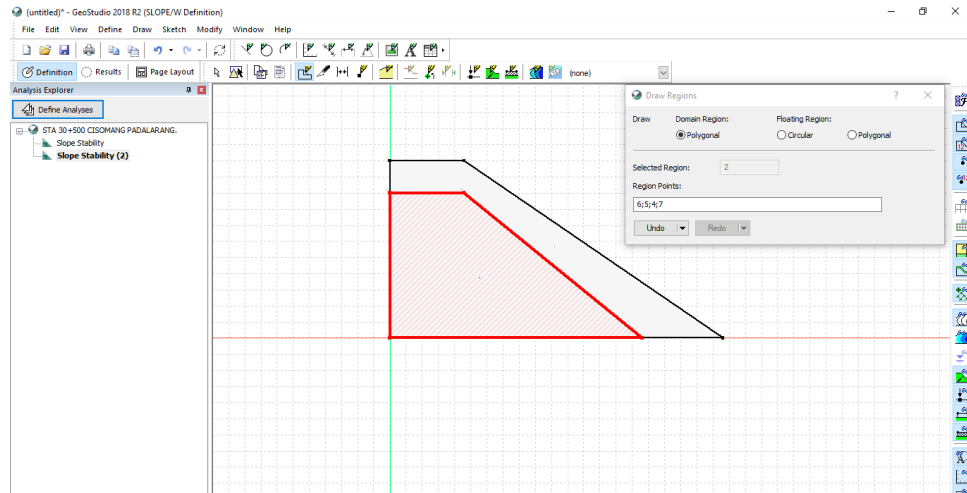 (untitled)* - GeoStudio 2018 R2 (SLOPE/W Definition)
File Edit View Define Draw Sketch Modify Window Help
Definition Results Page Layout (none)
Analysis Explorer
Define Analyses
STA 30+500 CISOMANG PADALARANG.
Slope Stability
Slope Stability (2)
Draw Regions ?
Draw Domain Region: Floating Region:
Polygonal Circular Polygonal
Selected Region: 2
Region Points:
6;5;4;7
Undo Redo